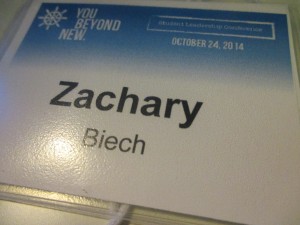 YOU
BEYOND
NEW.
OCTOBER 24, 2014
Zachary
Biech